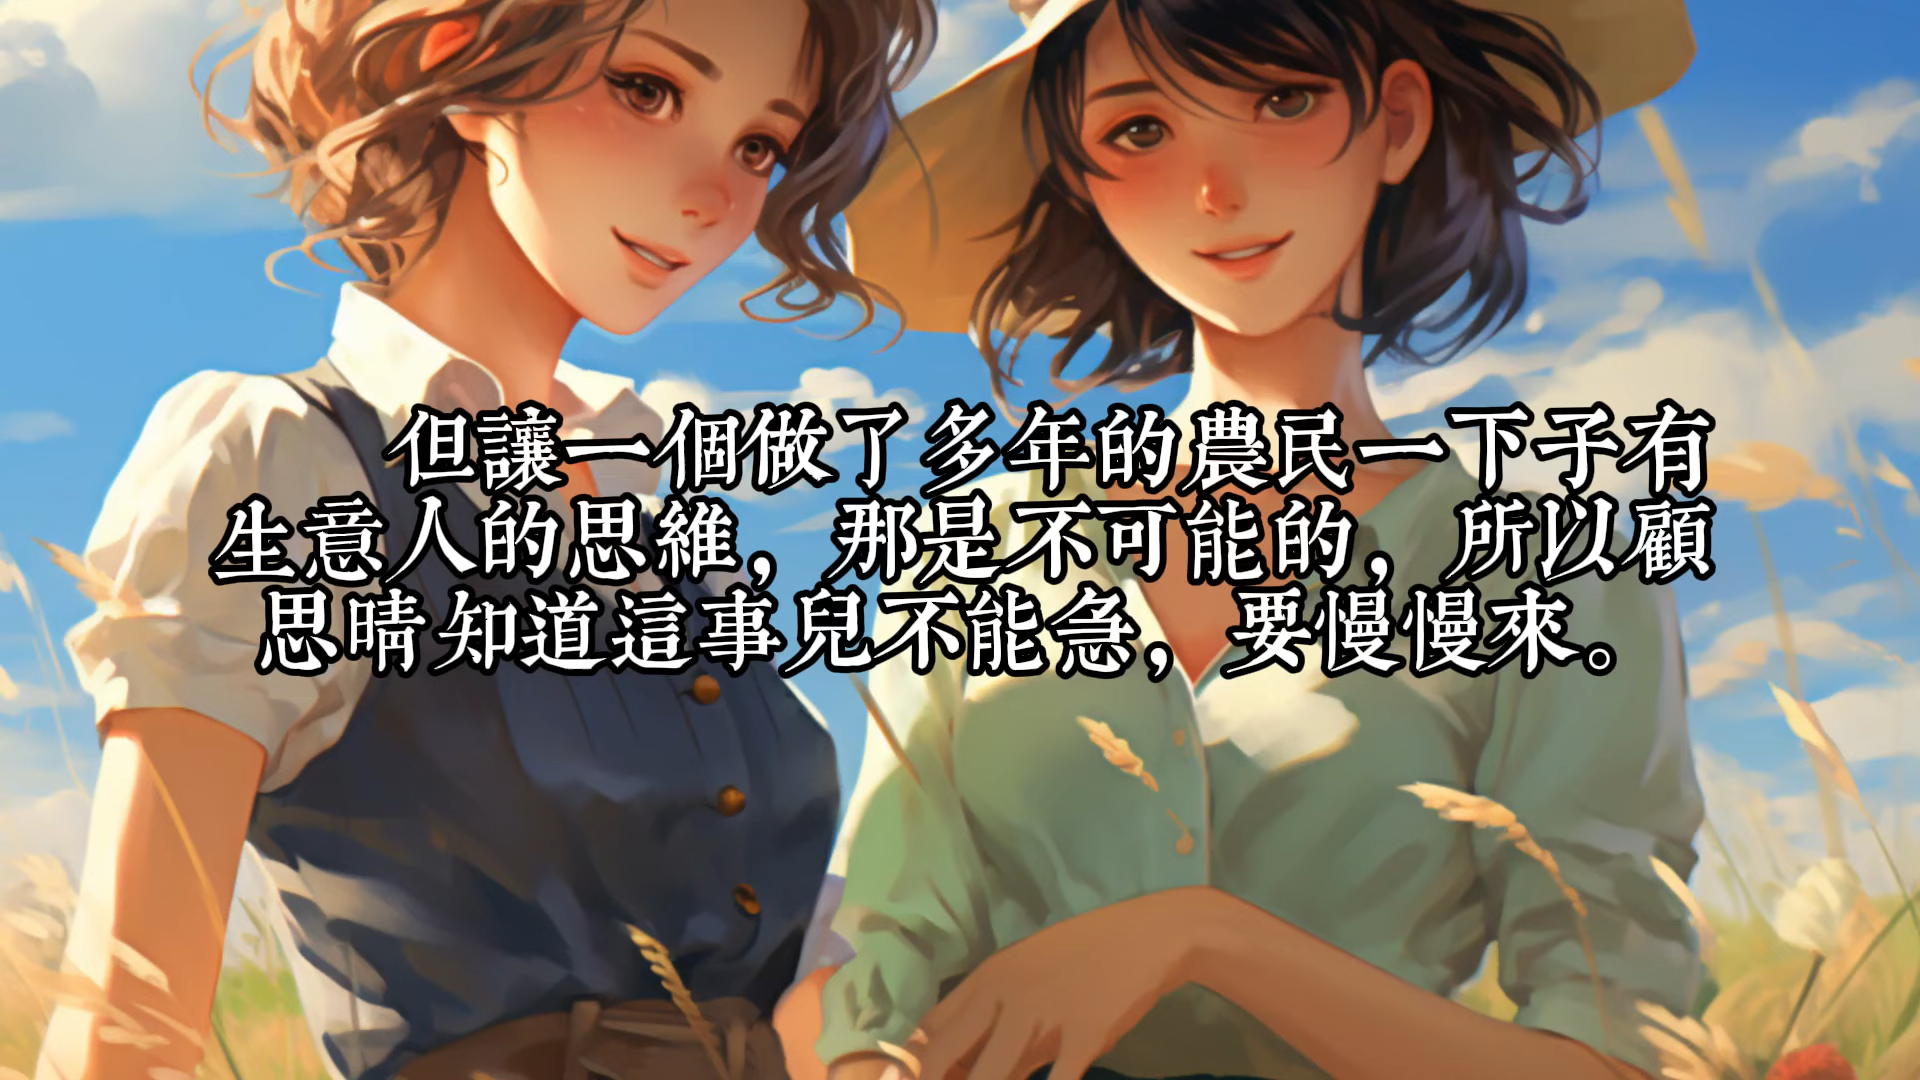 但讓一個做了多年的農民一下子有
生意人的思維，那是不可能的，所以顧
思晴知道這事兒不能急，要慢慢來。